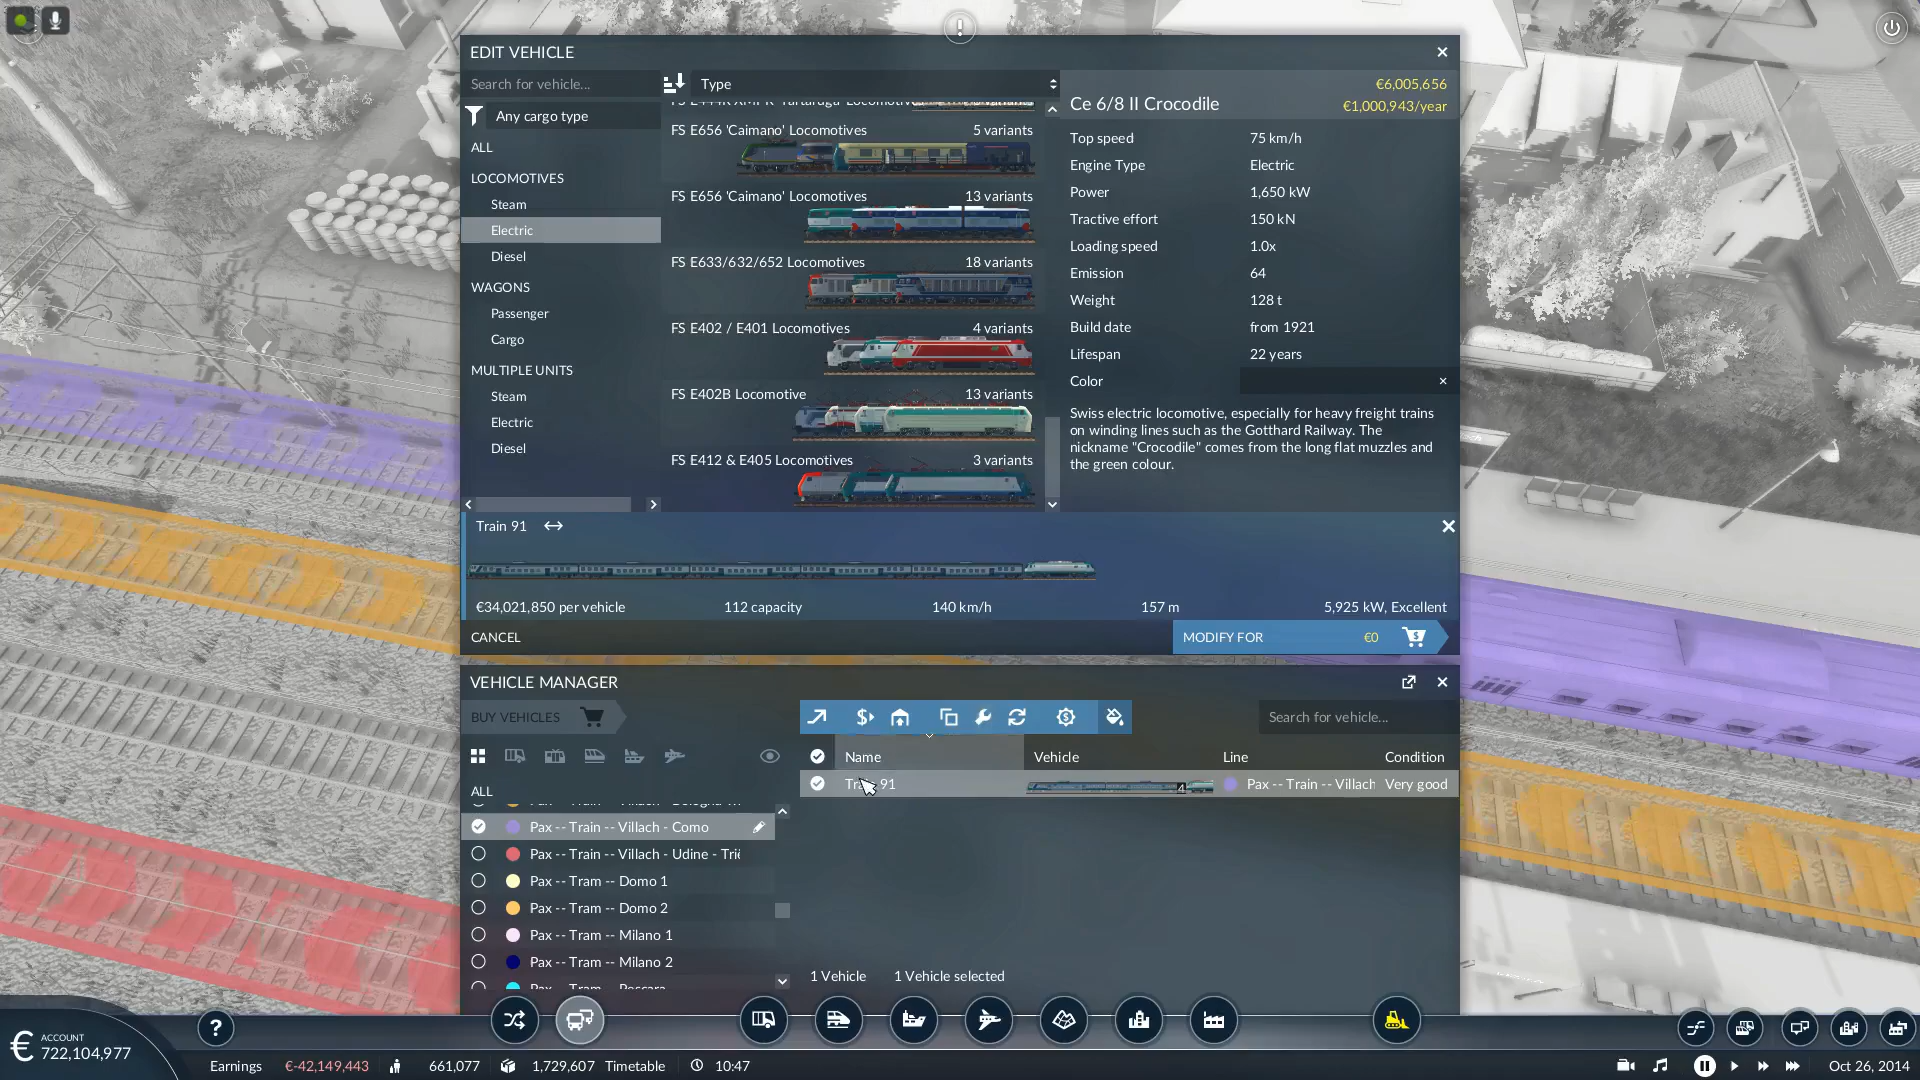 EDIT VEHICLE
Search for vehicle...
Type
Any cargo type
ALL
LOCOMOTIVES
Steam
Electric
Diesel
WAGONS
Passenger
Cargo
MULTIPLE UNITS
Steam
Electric
Diesel
FS E656 'Caimano' Locomotives 5 variants
FS E656 'Caimano' Locomotives 13 variants
FS E633/632/652 Locomotives 18 variants
FS E402 / E401 Locomotives 4 variants
FS E402B Locomotive 13 variants
FS E412 & E405 Locomotives 3 variants
Ce 6/8 II Crocodile
€6,005,656
€1,000,943/year
Top speed 75 km/h
Engine Type Electric
Power 1,650 kW
Tractive effort 150 kN
Loading speed 1.0x
Emission 64
Weight 128 t
Build date from 1921
Lifespan 22 years
Color
Swiss electric locomotive, especially for heavy freight trains
on winding lines such as the Gotthard Railway. The
nickname "Crocodile" comes from the long flat muzzles and
the green colour.
Train 91
€34,021,850 per vehicle 112 capacity 140 km/h 157 m 5,925 kW, Excellent
CANCEL
MODIFY FOR €0
VEHICLE MANAGER
BUY VEHICLES
Search for vehicle...
ALL
Pax -- Train -- Villach - Como
Pax -- Train -- Villach - Udine - Trie
Pax -- Tram -- Domo 1
Pax -- Tram -- Domo 2
Pax -- Tram -- Milano 1
Pax -- Tram -- Milano 2
Pax -- Tram -- Pescara
Name Vehicle Line Condition
91 4 Pax -- Train -- Villach Very good
1 Vehicle 1 Vehicle selected
?
€ ACCOUNT
722,104,977
Earnings €-42,149,443 661,077 1,729,607 Timetable 10:47
Oct 26, 2014